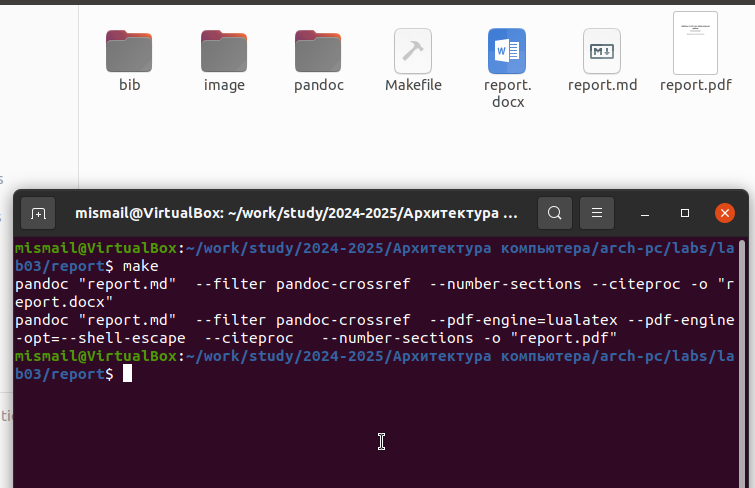 bib
image
pandoc
Makefile
report.
docx
report.md
report.pdf
mismail@VirtualBox: ~/work/study/2024-2025/Архитектура ...
mismail@VirtualBox:~/work/study/2024-2025/Архитектура компьютера/arch-pc/labs/la
b03/report$ make
pandoc "report.md"  --filter pandoc-crossref  --number-sections --citeproc -o "r
eport.docx"
pandoc "report.md"  --filter pandoc-crossref  --pdf-engine=lualatex --pdf-engine
-opt=--shell-escape  --citeproc   --number-sections -o "report.pdf"
mismail@VirtualBox:~/work/study/2024-2025/Архитектура компьютера/arch-pc/labs/la
b03/report$